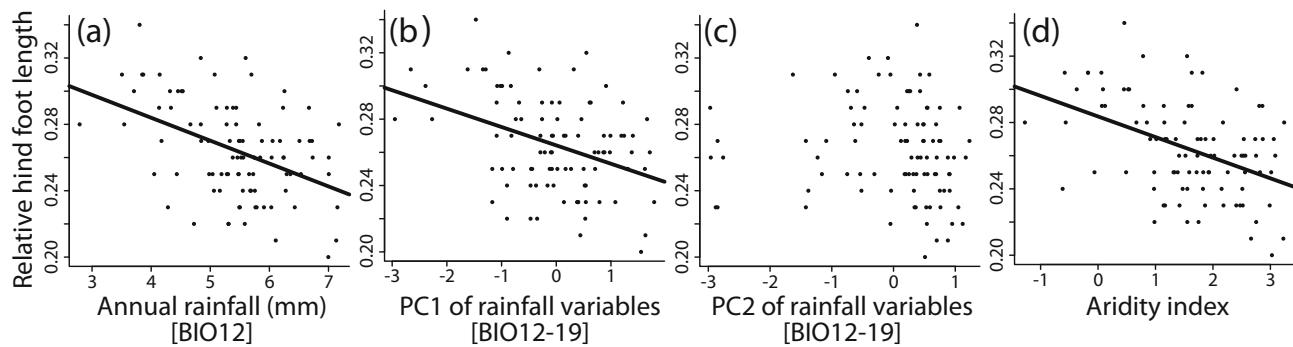 Relative hind foot length
(a)
0.20 0.24 0.28 0.32
3 4 5 6 7
Annual rainfall (mm)
[BIO12]
(b)
0.20 0.24 0.28 0.32
-3 -2 -1 0 1
PC1 of rainfall variables
[BIO12-19]
(c)
0.20 0.24 0.28 0.32
-3 -2 -1 0 1
PC2 of rainfall variables
[BIO12-19]
(d)
0.20 0.24 0.28 0.32
-1 0 1 2 3
Aridity index